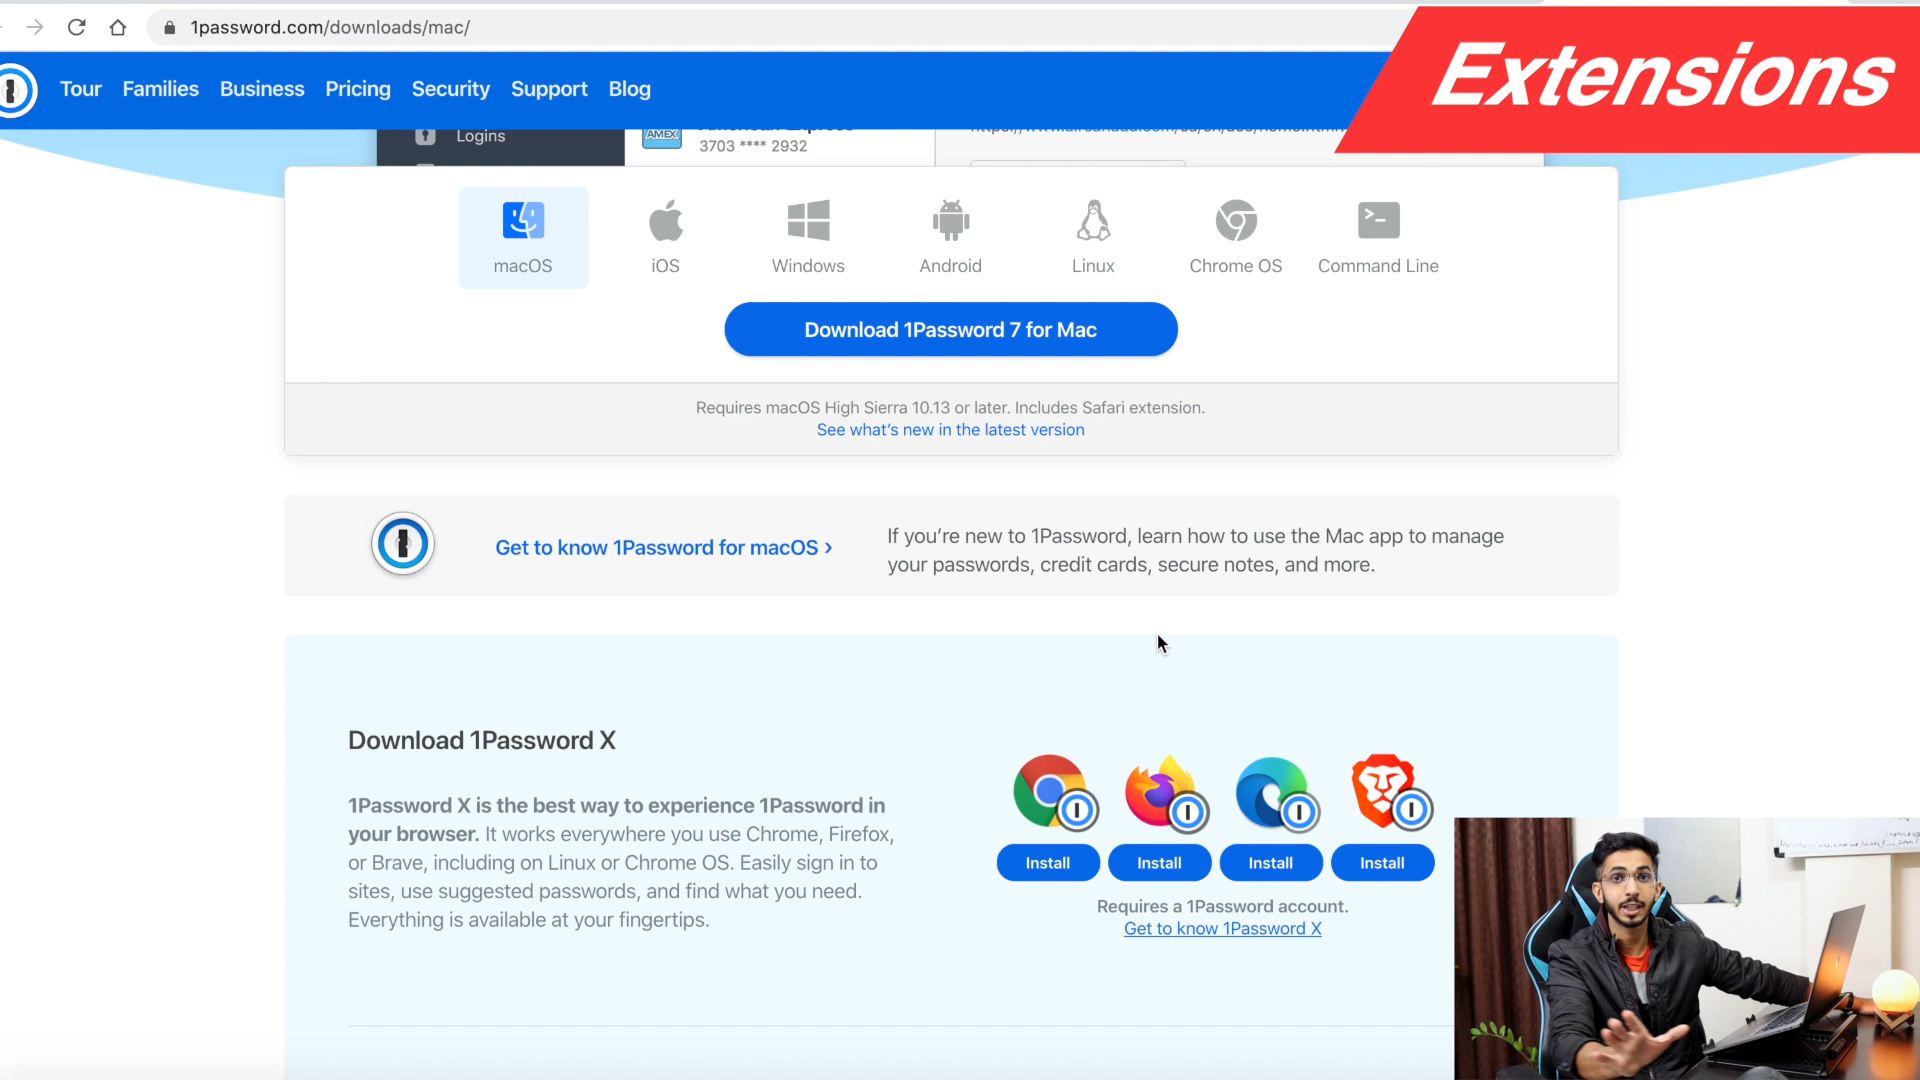 1password.com/downloads/mac/
Extensions
Tour Families Business Pricing Security Support Blog
Logins
AMEX
3703 **** 2932
macOS iOS Windows Android Linux Chrome OS Command Line
Download 1Password 7 for Mac
Requires macOS High Sierra 10.13 or later. Includes Safari extension.
See what's new in the latest version
Get to know 1Password for macOS ›
If you're new to 1Password, learn how to use the Mac app to manage
your passwords, credit cards, secure notes, and more.
Download 1Password X
1Password X is the best way to experience 1Password in
your browser. It works everywhere you use Chrome, Firefox,
or Brave, including on Linux or Chrome OS. Easily sign in to
sites, use suggested passwords, and find what you need.
Everything is available at your fingertips.
Install Install Install Install
Requires a 1Password account.
Get to know 1Password X